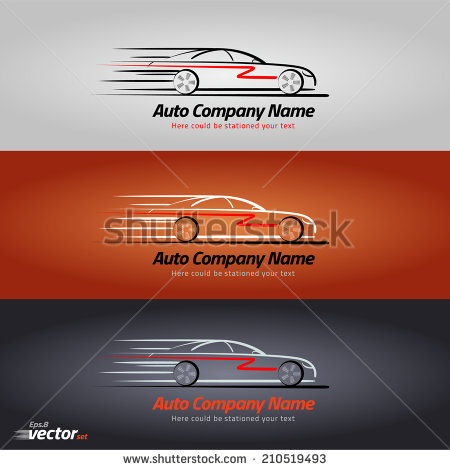 Auto Company Name
Here could be stationed your text
shutterstock
Auto Company Name
Here could be stationed your text
Auto Company Name
Here could be stationed your text
Eps.8
vector set
www.shutterstock.com · 210519493